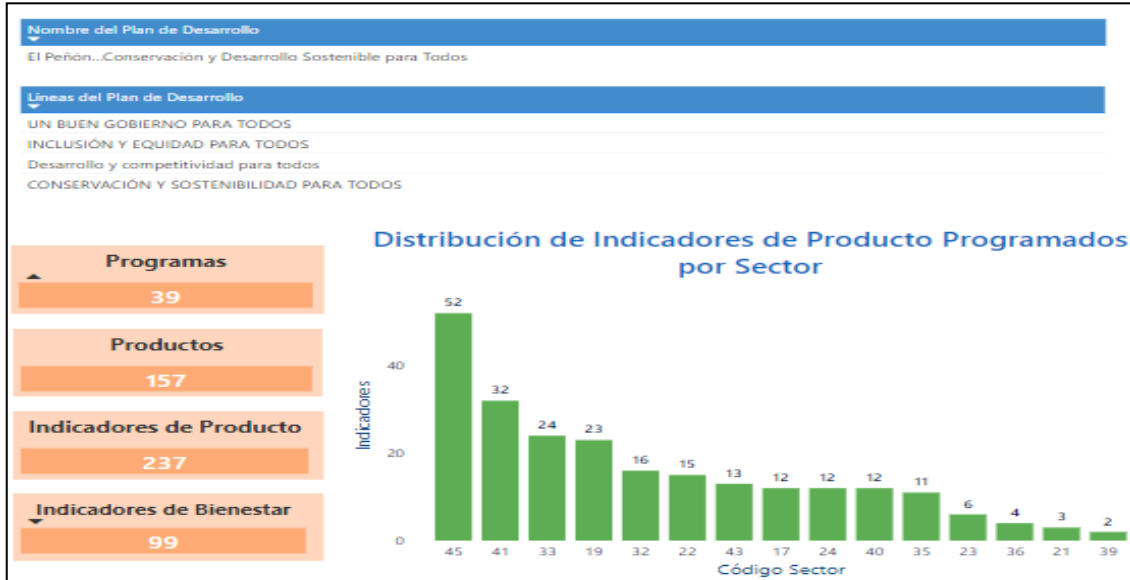 Nombre del Plan de Desarrollo
El Peñón...Conservación y Desarrollo Sostenible para Todos
Líneas del Plan de Desarrollo
UN BUEN GOBIERNO PARA TODOS
INCLUSIÓN Y EQUIDAD PARA TODOS
Desarrollo y competitividad para todos
CONSERVACIÓN Y SOSTENIBILIDAD PARA TODOS
Programas
39
Productos
157
Indicadores de Producto
237
Indicadores de Bienestar
99
Distribución de Indicadores de Producto Programados
por Sector
Indicadores
40
20
0
52
32
24
23
16
15
13
12
12
12
11
6
4
3
2
45 41 33 19 32 22 43 17 24 40 35 23 36 21 39
Código Sector